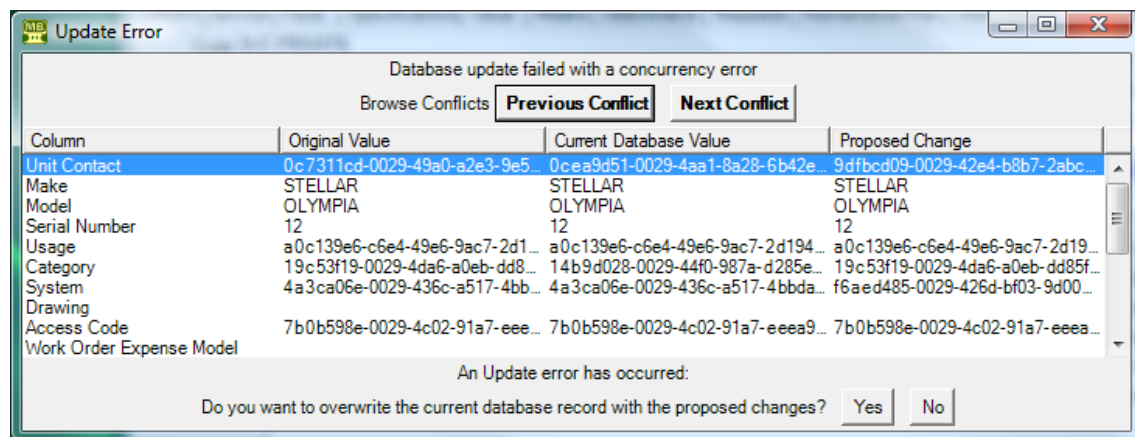 MB
III
Update Error
Database update failed with a concurrency error
Browse Conflicts Previous Conflict Next Conflict
Column Original Value Current Database Value Proposed Change
Unit Contact 0c7311cd-0029-49a0-a2e3-9e5... 0cea9d51-0029-4aa1-8a28-6b42e... 9dfbcd09-0029-42e4-b8b7-2abc...
Make STELLAR STELLAR STELLAR
Model OLYMPIA OLYMPIA OLYMPIA
Serial Number 12 12 12
Usage a0c139e6-c6e4-49e6-9ac7-2d1... a0c139e6-c6e4-49e6-9ac7-2d194... a0c139e6-c6e4-49e6-9ac7-2d19...
Category 19c53f19-0029-4da6-a0eb-dd8... 14b9d028-0029-44f0-987a-d285e... 19c53f19-0029-4da6-a0eb-dd85f...
System 4a3ca06e-0029-436c-a517-4bb... 4a3ca06e-0029-436c-a517-4bbda... f6aed485-0029-426d-bf03-9d00...
Drawing
Access Code 7b0b598e-0029-4c02-91a7-eee... 7b0b598e-0029-4c02-91a7-eeea9... 7b0b598e-0029-4c02-91a7-eeea...
Work Order Expense Model
An Update error has occurred:
Do you want to overwrite the current database record with the proposed changes? Yes No